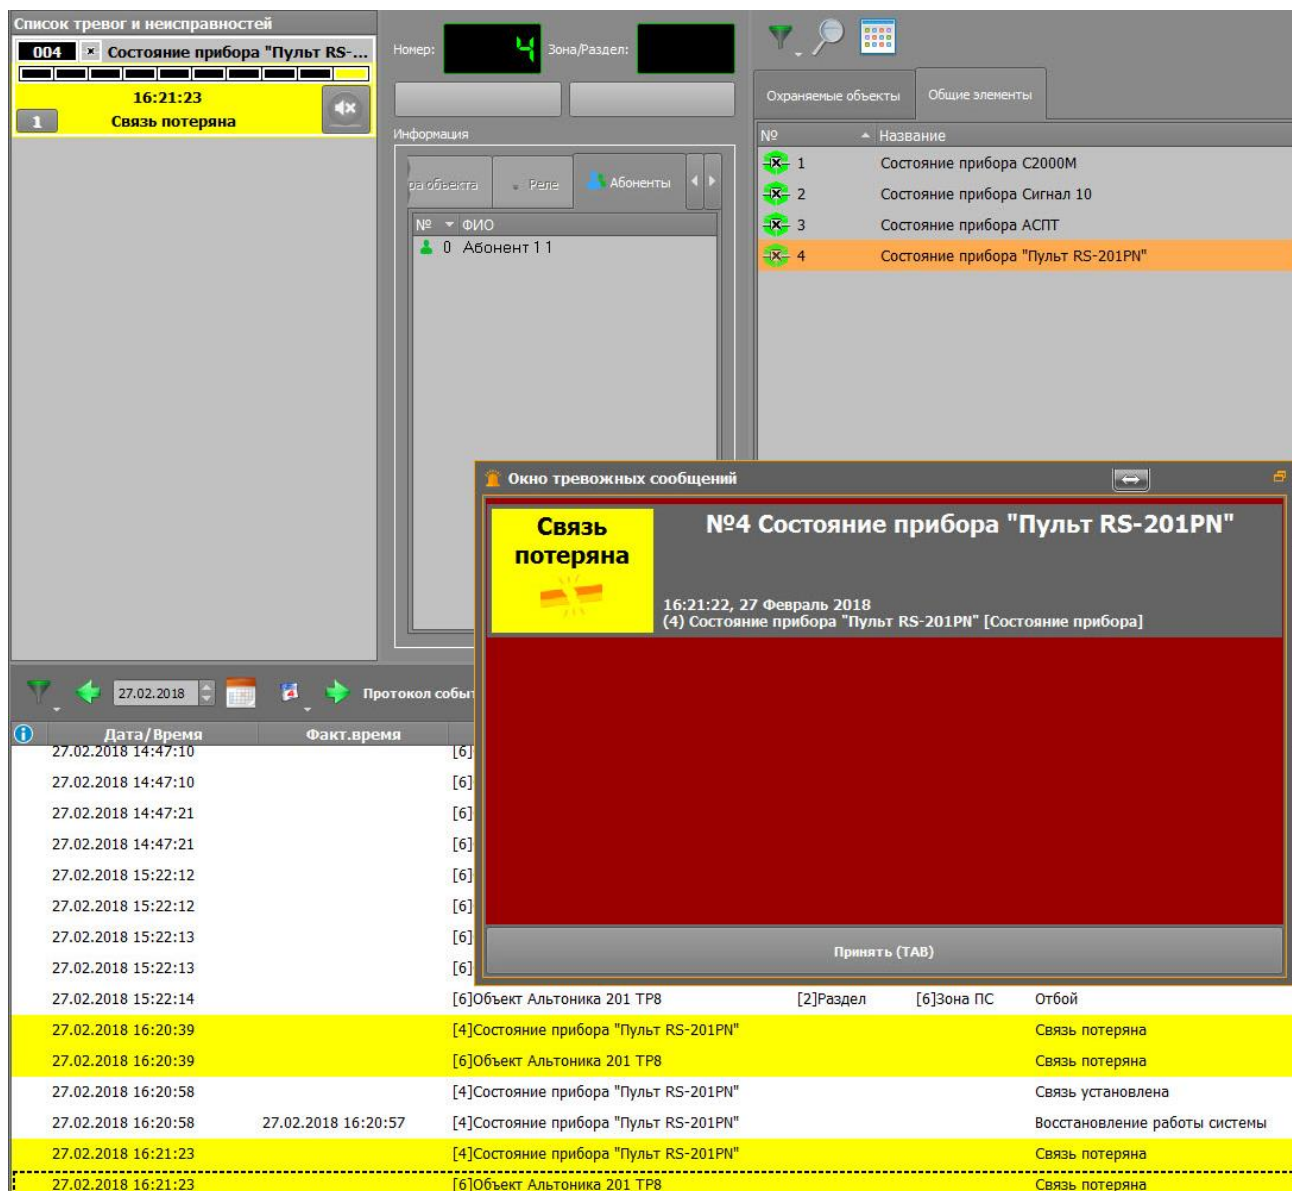 Список тревог и неисправностей
004 Состояние прибора "Пульт RS-...
16:21:23
1 Связь потеряна
Номер: 4 Зона/Раздел:
Информация
ра объекта Реле Абоненты
№ ФИО
0 Абонент 1 1
Охраняемые объекты Общие элементы
№ Название
1 Состояние прибора С2000М
2 Состояние прибора Сигнал 10
3 Состояние прибора АСПТ
4 Состояние прибора "Пульт RS-201PN"
Окно тревожных сообщений
Связь
потеряна
№4 Состояние прибора "Пульт RS-201PN"
16:21:22, 27 Февраль 2018
(4) Состояние прибора "Пульт RS-201PN" [Состояние прибора]
Принять (TAB)
27.02.2018 Протокол событ
Дата/Время Факт.время
27.02.2018 14:47:10 [6]
27.02.2018 14:47:10 [6]
27.02.2018 14:47:21 [6]
27.02.2018 14:47:21 [6]
27.02.2018 15:22:12 [6]
27.02.2018 15:22:12 [6]
27.02.2018 15:22:13 [6]
27.02.2018 15:22:13 [6]
27.02.2018 15:22:14 [6]Объект Альтоника 201 TP8 [2]Раздел [6]Зона ПС Отбой
27.02.2018 16:20:39 [4]Состояние прибора "Пульт RS-201PN" Связь потеряна
27.02.2018 16:20:39 [6]Объект Альтоника 201 TP8 Связь потеряна
27.02.2018 16:20:58 [4]Состояние прибора "Пульт RS-201PN" Связь установлена
27.02.2018 16:20:58 27.02.2018 16:20:57 [4]Состояние прибора "Пульт RS-201PN" Восстановление работы системы
27.02.2018 16:21:23 [4]Состояние прибора "Пульт RS-201PN" Связь потеряна
27.02.2018 16:21:23 [6]Объект Альтоника 201 TP8 Связь потеряна